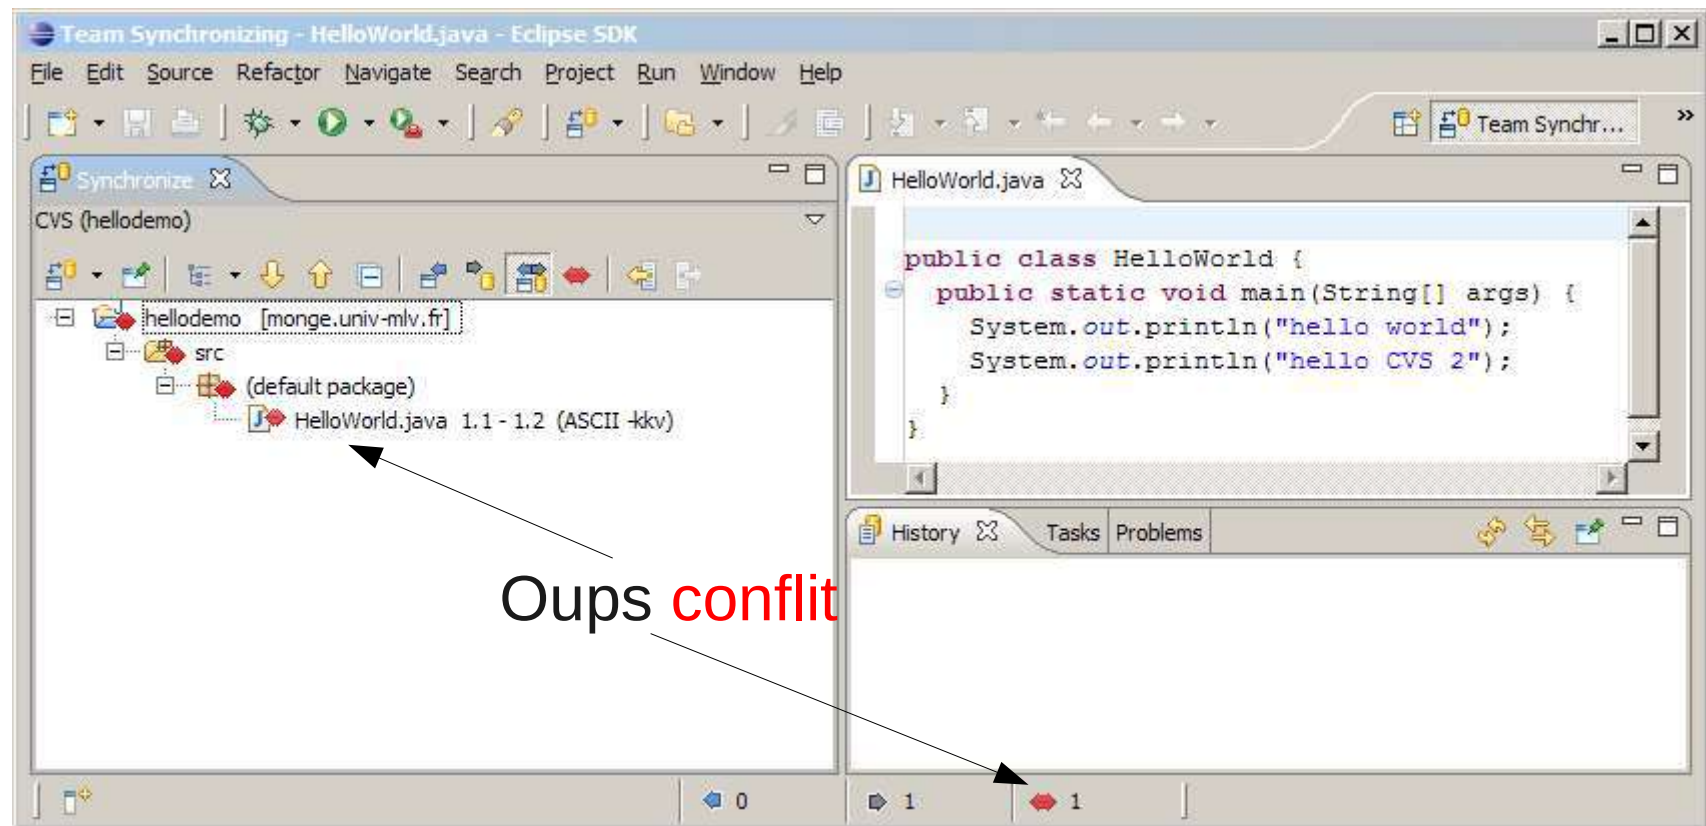 Team Synchronizing - HelloWorld.java - Eclipse SDK
File Edit Source Refactor Navigate Search Project Run Window Help
Team Synchr... »
Synchronize
CVS (hellodemo)
hellodemo [monge.univ-mlv.fr]
src
(default package)
HelloWorld.java 1.1 - 1.2 (ASCII -kkv)
HelloWorld.java
public class HelloWorld {
public static void main(String[] args) {
System.out.println("hello world");
System.out.println("hello CVS 2");
}
}
History Tasks Problems
Oups conflit
0 1 1